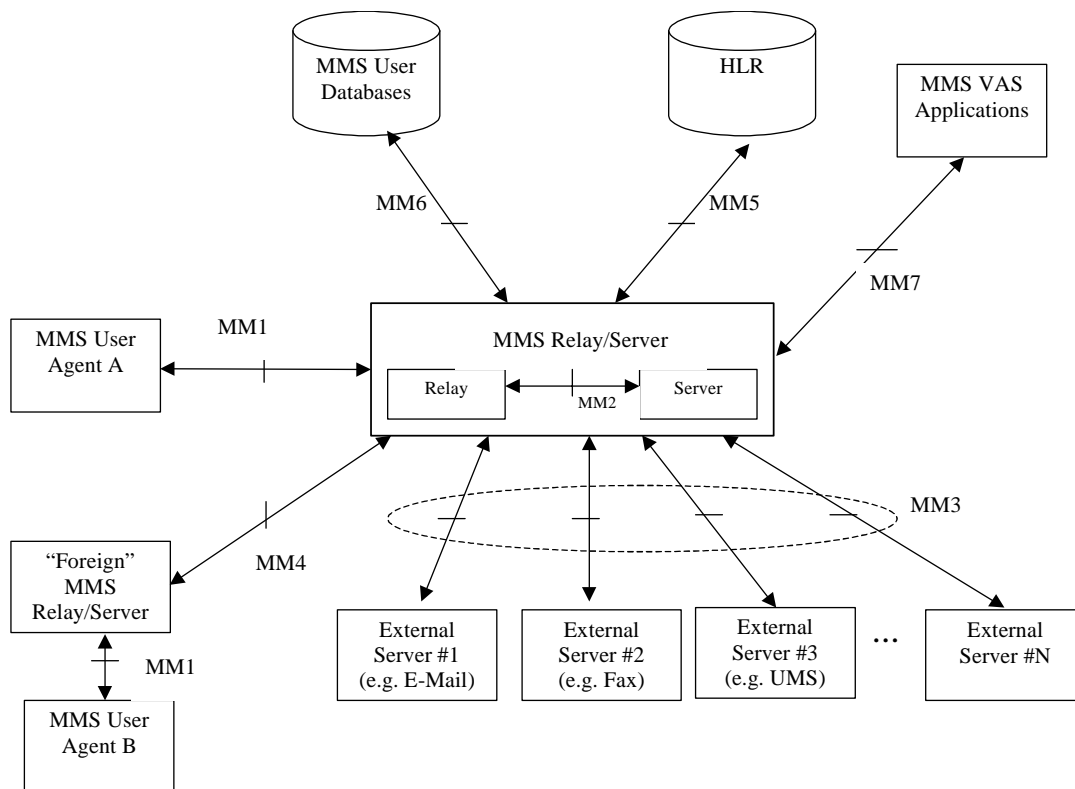 MMS User
Databases
HLR
MMS VAS
Applications
MM6
MM5
MM7
MM1
MMS User
Agent A
MMS Relay/Server
Relay
MM2
Server
MM3
“Foreign”
MMS
Relay/Server
MM4
MM1
MMS User
Agent B
External
Server #1
(e.g. E-Mail)
External
Server #2
(e.g. Fax)
External
Server #3
(e.g. UMS)
...
External
Server #N